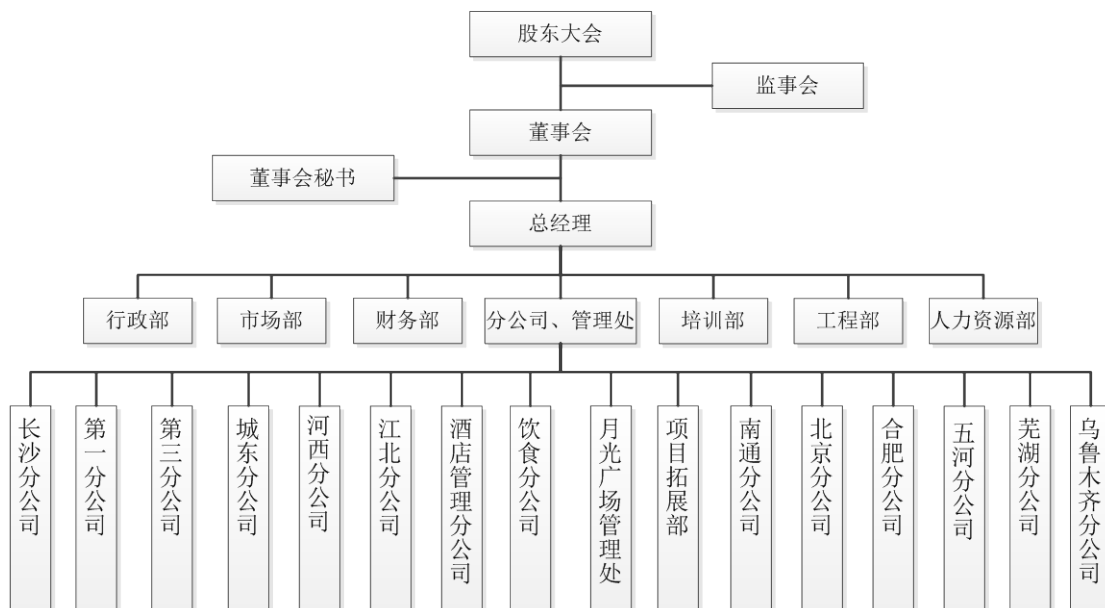 股东大会
监事会
董事会
董事会秘书
总经理
行政部
市场部
财务部
分公司、管理处
培训部
工程部
人力资源部
长沙分公司
第一分公司
第三分公司
城东分公司
河西分公司
江北分公司
酒店管理分公司
饮食分公司
月光广场管理处
项目拓展部
南通分公司
北京分公司
合肥分公司
五河分公司
芜湖分公司
乌鲁木齐分公司